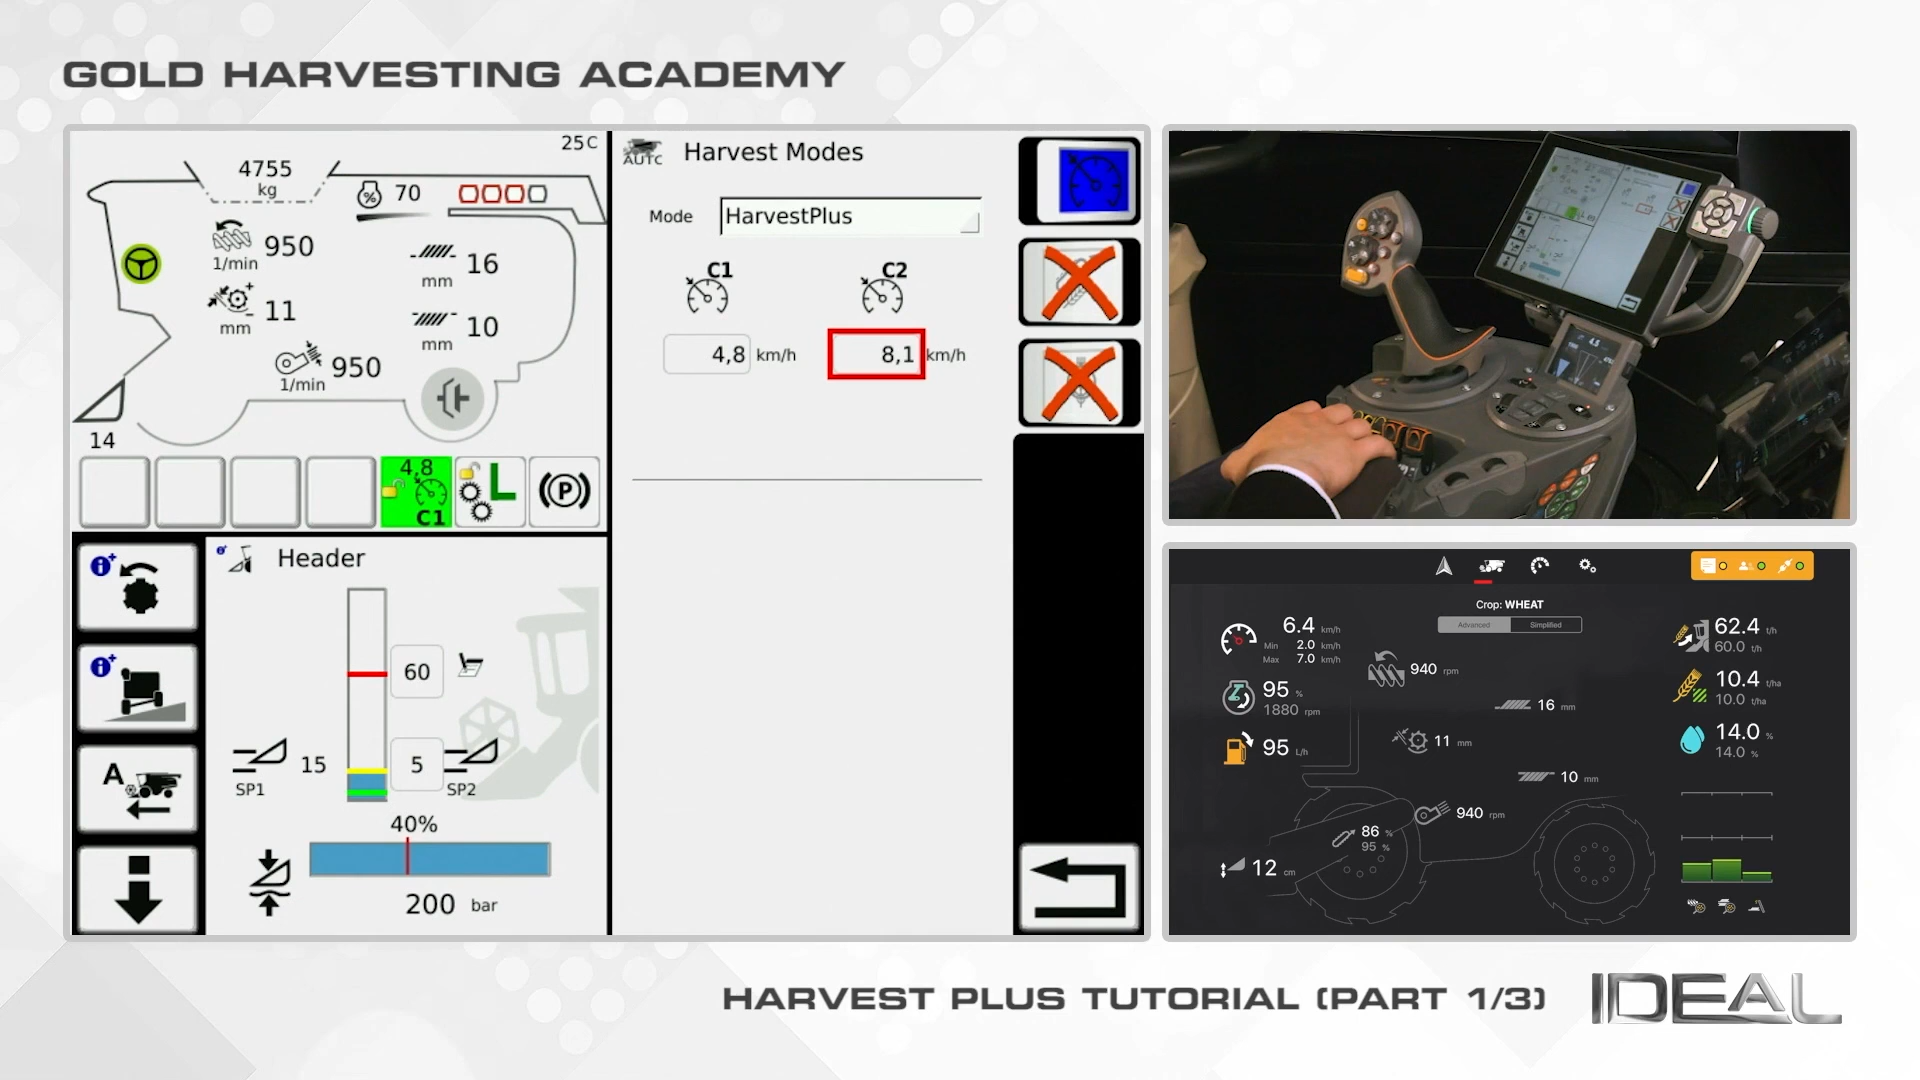 GOLD HARVESTING ACADEMY
25C
4755
kg
70
950
1/min
16
mm
11
mm
10
mm
950
1/min
14
4,8
C1
L
P
Header
60
15
5
SP1
SP2
40%
200 bar
A
AUTC
Harvest Modes
Mode
HarvestPlus
C1
C2
4,8 km/h
8,1 km/h
Crop: WHEAT
Advanced
Simplified
6.4 km/h
Min 2.0 km/h
Max 7.0 km/h
95 %
1880 rpm
95 L/h
940 rpm
16 mm
11 mm
10 mm
940 rpm
86 %
95 %
12 cm
62.4 t/h
60.0 t/h
10.4 t/ha
10.0 t/ha
14.0 %
14.0 %
HARVEST PLUS TUTORIAL (PART 1/3)
IDEAL